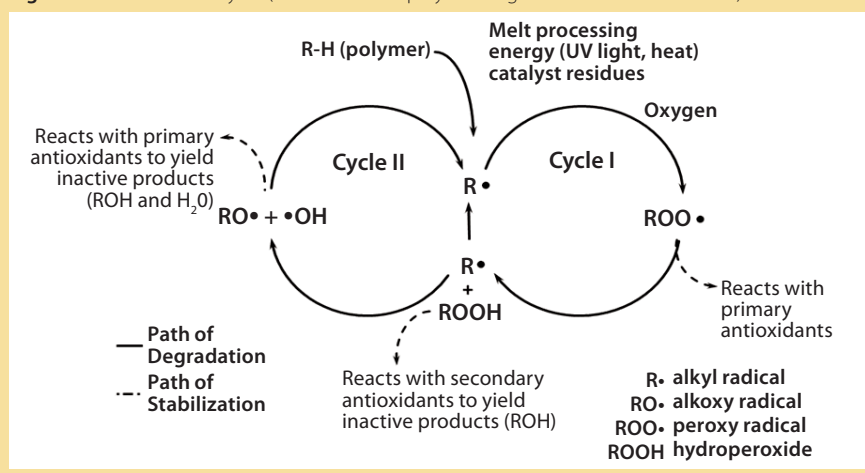 R-H (polymer)
Melt processing
energy (UV light, heat)
catalyst residues
Oxygen
Reacts with primary
antioxidants to yield
inactive products
(ROH and H₂0)
Cycle II
Cycle I
R•
RO• + •OH
ROO•
R•
+
ROOH
Reacts with
primary
antioxidants
Path of
Degradation
Path of
Stabilization
Reacts with secondary
antioxidants to yield
inactive products (ROH)
R• alkyl radical
RO• alkoxy radical
ROO• peroxy radical
ROOH hydroperoxide